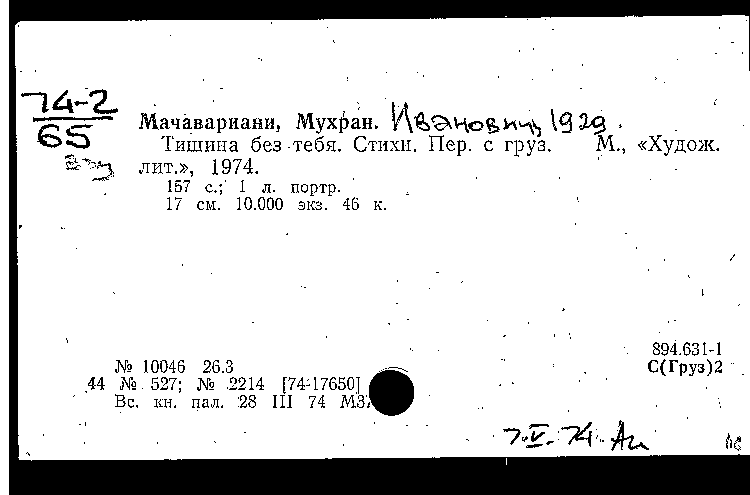 74-2
65
Мачавариани, Мухран. Иванович, 1929.
Тишина без тебя. Стихи. Пер. с груз. М., «Худож.
лит.», 1974.
157 с.; 1 л. портр.
17 см. 10.000 экз. 46 к.
894.631-1
№ 10046 26.3
С(Груз)2
44 № 527; № 2214 [74-17650]
Вс. кн. пал. 28 III 74 М37
7.V.74.